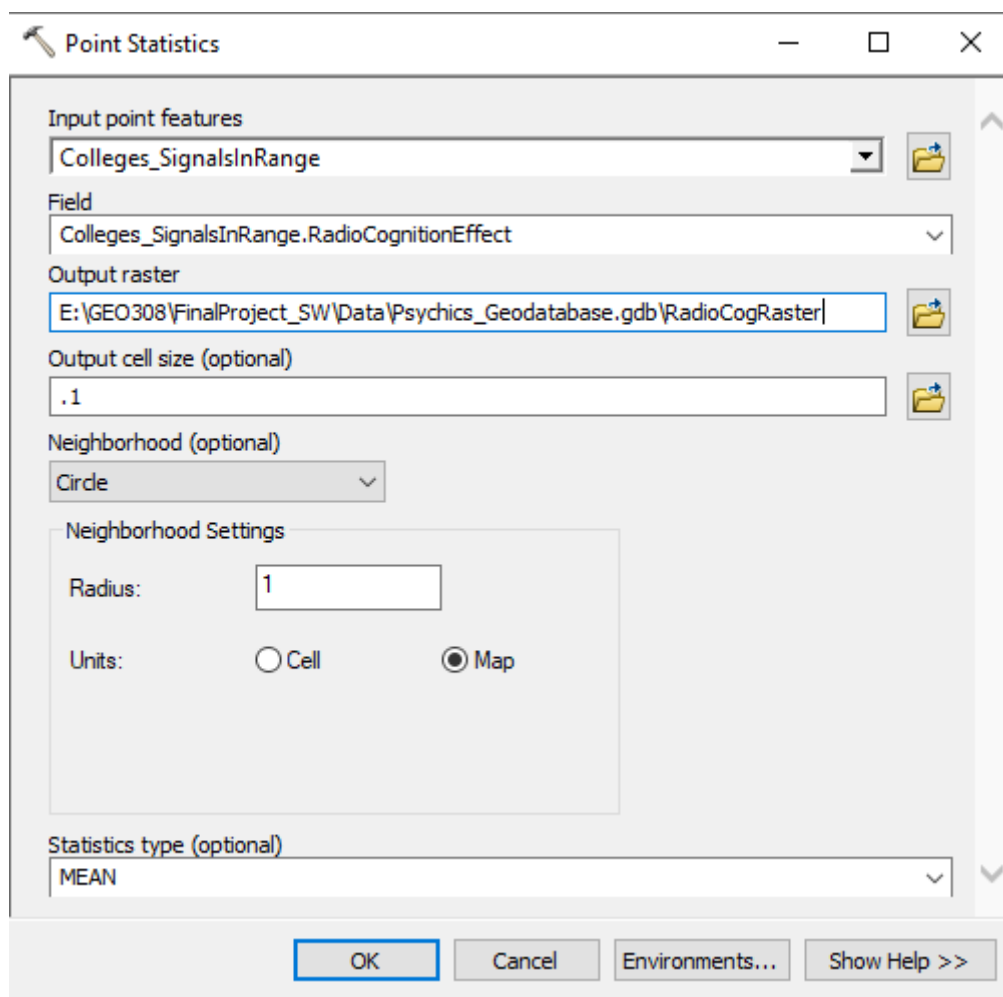 Point Statistics
Input point features
Colleges_SignalsInRange
Field
Colleges_SignalsInRange.RadioCognitionEffect
Output raster
E:\GEO308\FinalProject_SW\Data\Psychics_Geodatabase.gdb\RadioCogRaster
Output cell size (optional)
.1
Neighborhood (optional)
Circle
Neighborhood Settings
Radius: 1
Units: Cell Map
Statistics type (optional)
MEAN
OK Cancel Environments... Show Help >>